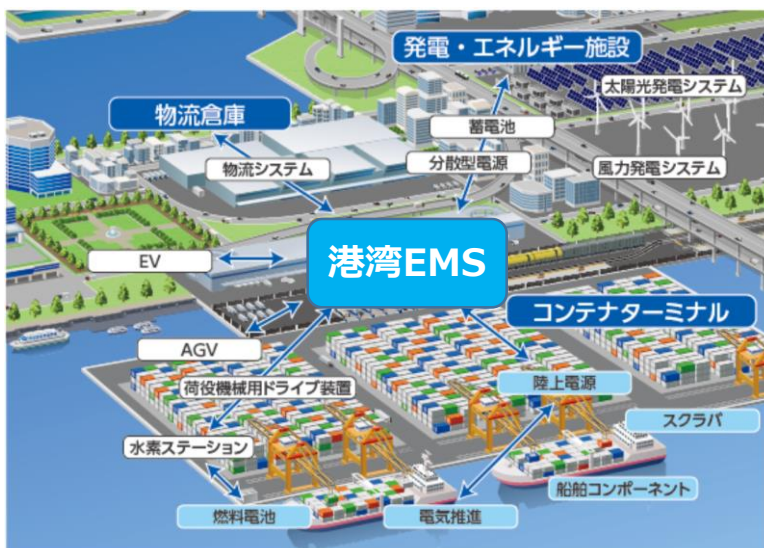 発電・エネルギー施設
太陽光発電システム
物流倉庫
蓄電池
物流システム
分散型電源
風力発電システム
港湾EMS
EV
コンテナターミナル
AGV
荷役機械用ドライブ装置
陸上電源
スクラバ
水素ステーション
船舶コンポーネント
燃料電池
電気推進